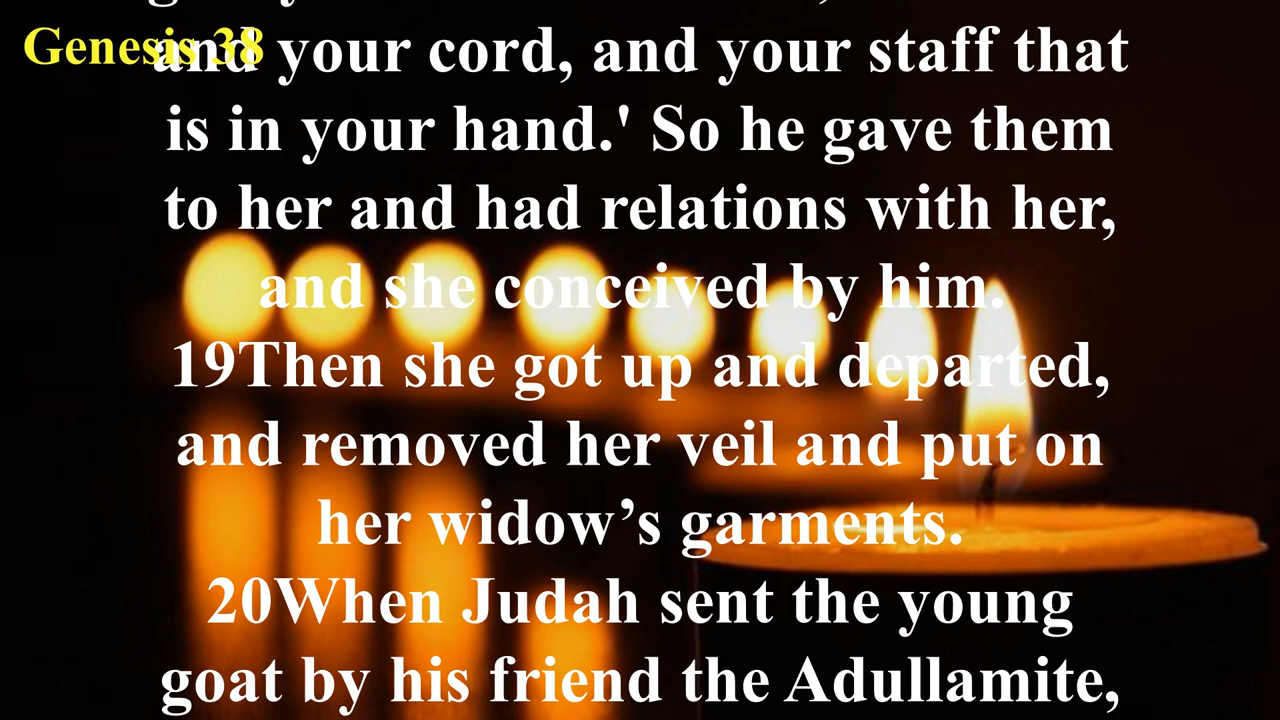 Genesis 38
and your cord, and your staff that
is in your hand.' So he gave them
to her and had relations with her,
and she conceived by him.
19Then she got up and departed,
and removed her veil and put on
her widow’s garments.
20When Judah sent the young
goat by his friend the Adullamite,